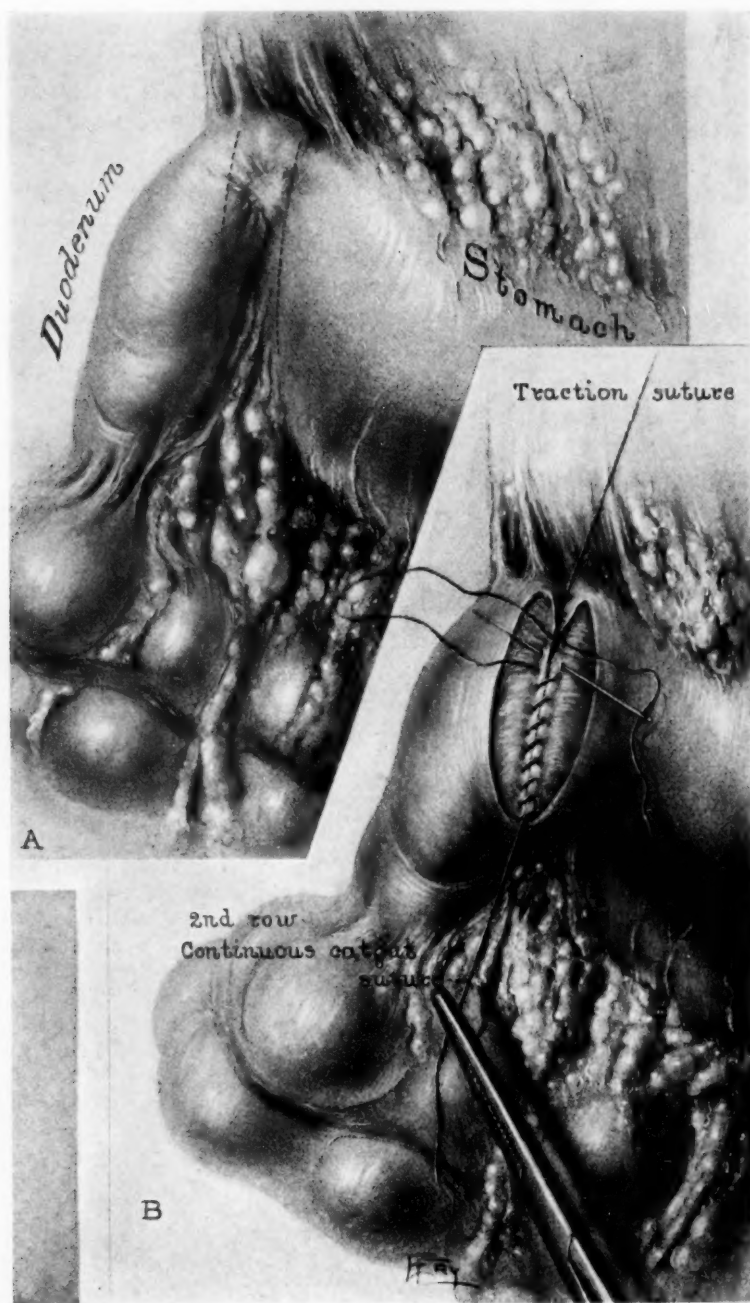 Duodenum
Stomach
Traction suture
A
2nd row
Continuous catgut
suture
B